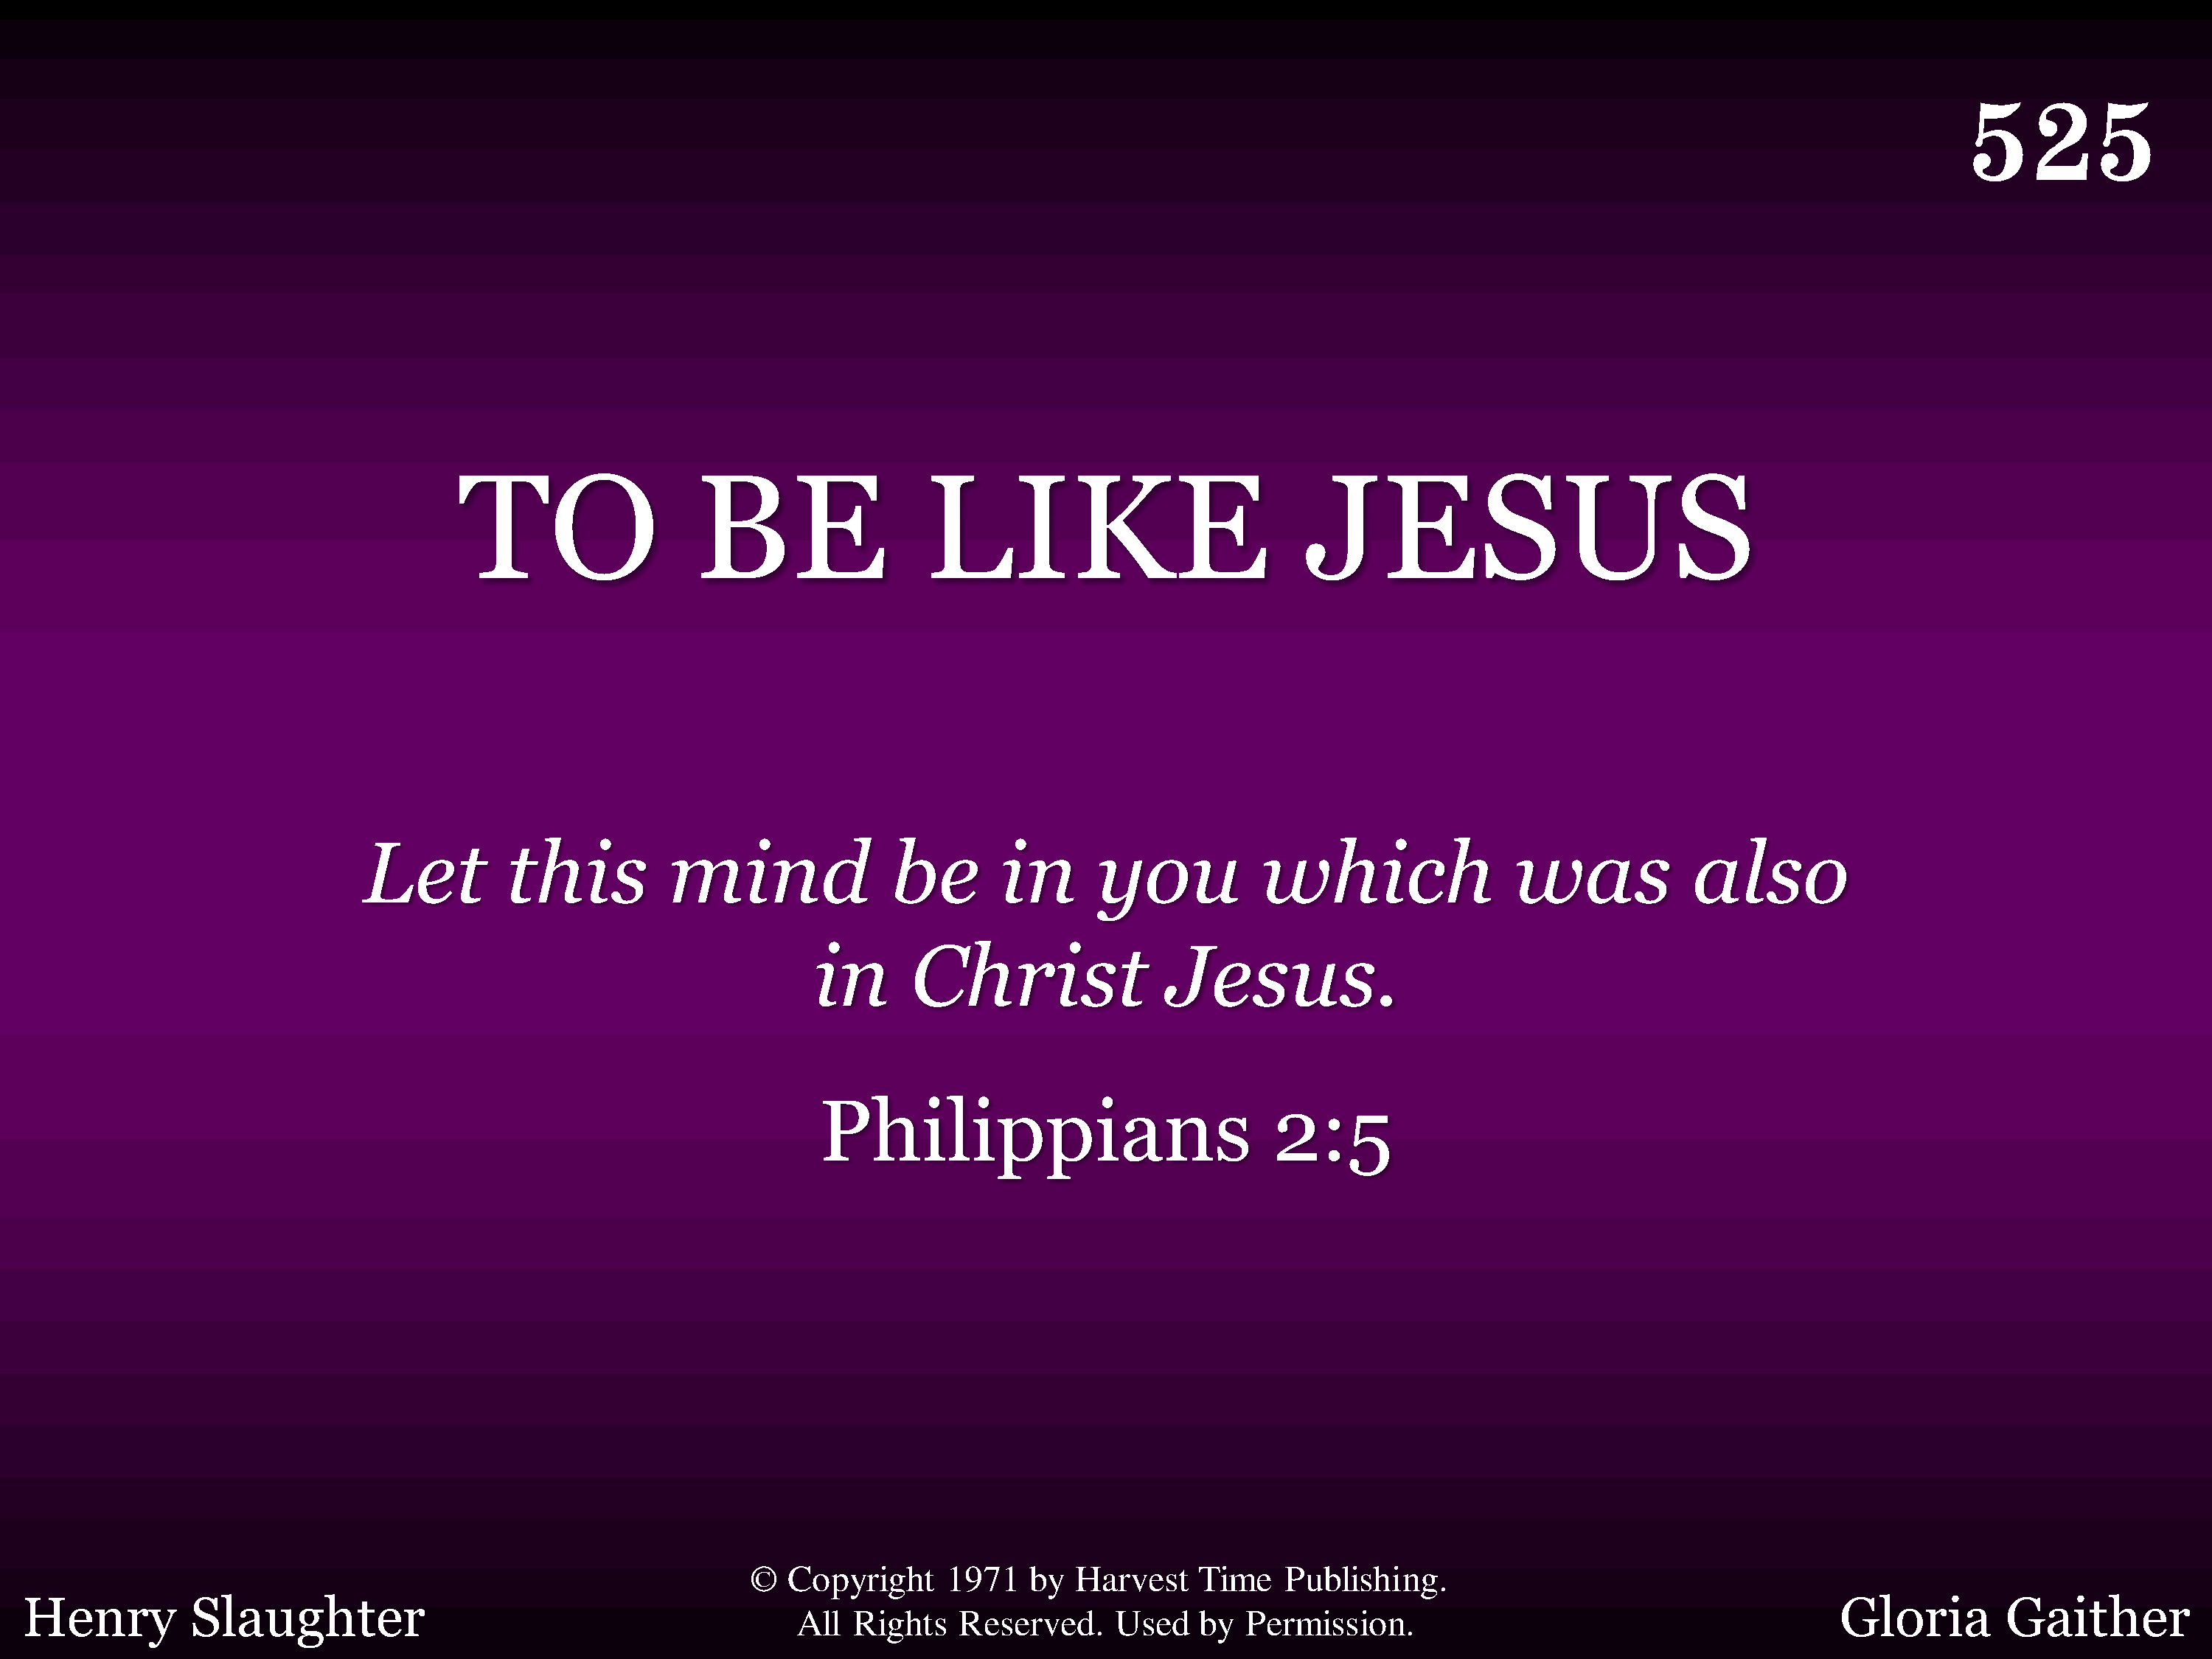 525
TO BE LIKE JESUS
Let this mind be in you which was also
in Christ Jesus.
Philippians 2:5
© Copyright 1971 by Harvest Time Publishing.
All Rights Reserved. Used by Permission.
Henry Slaughter
Gloria Gaither